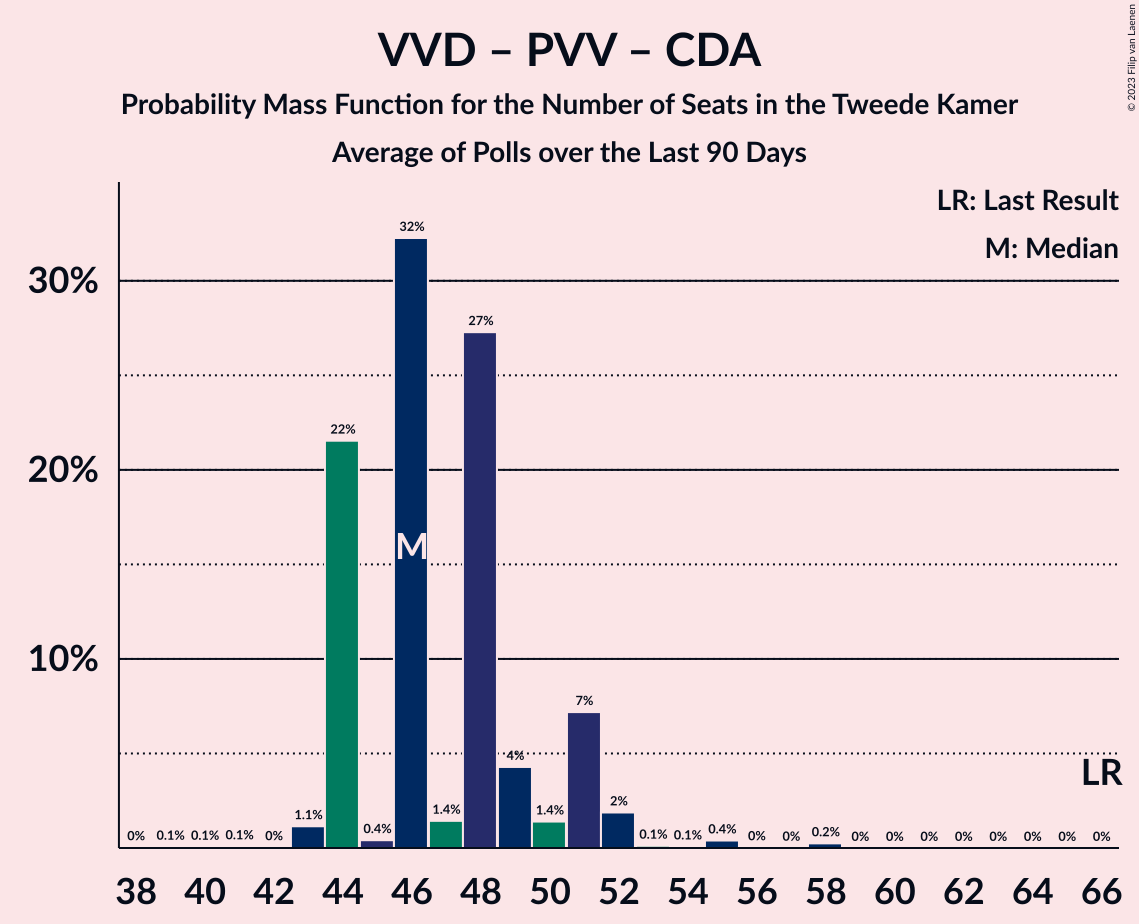 VVD – PVV – CDA
Probability Mass Function for the Number of Seats in the Tweede Kamer
Average of Polls over the Last 90 Days
© 2023 Filip van Laenen
LR: Last Result
M: Median
30%
20%
10%
0% 0.1% 0.1% 0.1% 0% 1.1% 22% 0.4% 32% 1.4% 27% 4% 1.4% 7% 2% 0.1% 0.1% 0.4% 0% 0% 0.2% 0% 0% 0% 0% 0% 0% 0% 0%
M
LR
38 40 42 44 46 48 50 52 54 56 58 60 62 64 66